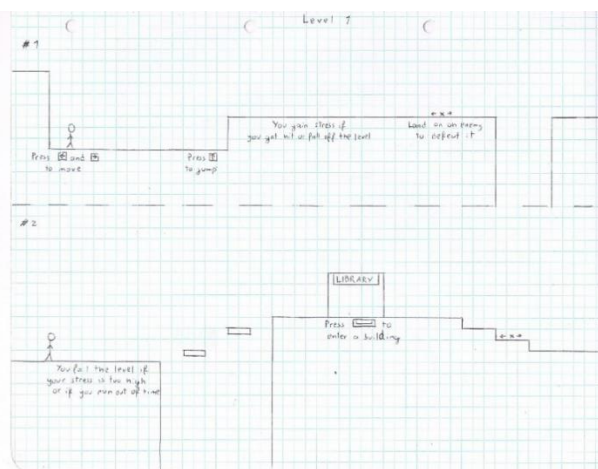 Level 1
#1
You gain stress if
you get hit or fall off the level
Land on an enemy
to defeat it
Press ← and →
to move
Press ↑
to jump
#2
LIBRARY
Press to
enter a building
You fail the level if
your stress is too high
or if you run out of time